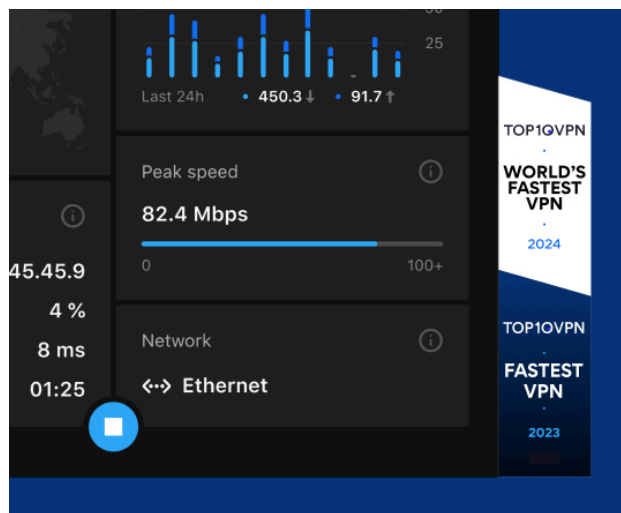 25
Last 24h • 450.3↓ • 91.7↑
Peak speed
82.4 Mbps
0 100+
Network
Ethernet
45.45.9
4 %
8 ms
01:25
TOP10VPN
WORLD'S
FASTEST
VPN
2024
TOP10VPN
FASTEST
VPN
2023